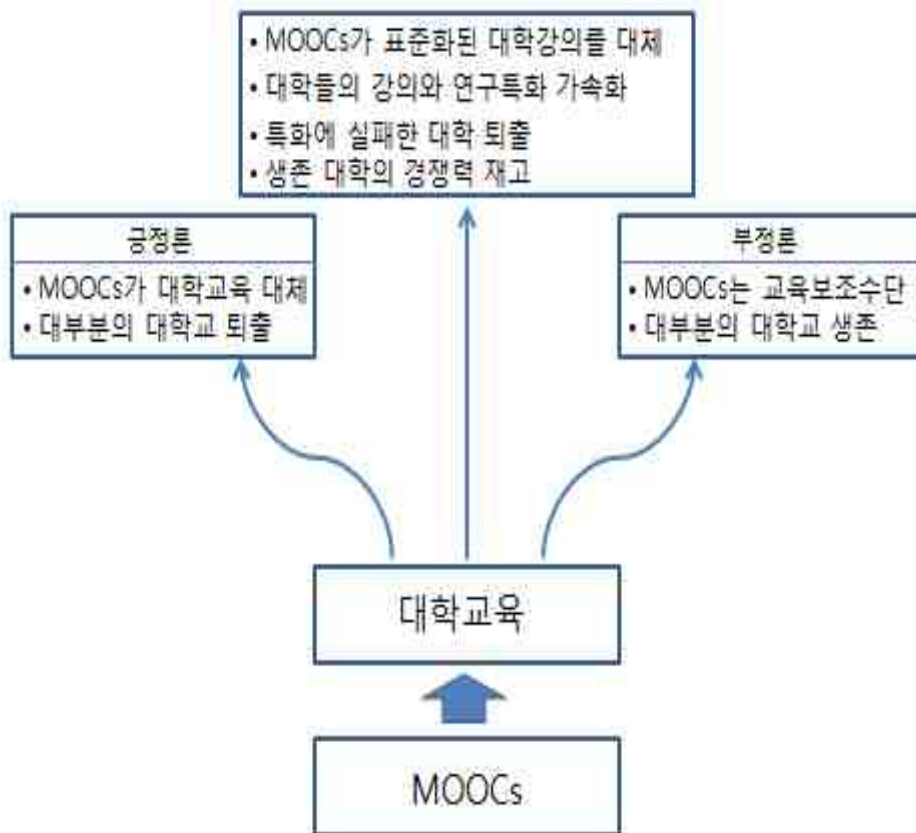 • MOOCs가 표준화된 대학강의를 대체
• 대학들의 강의와 연구특화 가속화
• 특화에 실패한 대학 퇴출
• 생존 대학의 경쟁력 재고
긍정론
• MOOCs가 대학교육 대체
• 대부분의 대학교 퇴출
부정론
• MOOCs는 교육보조수단
• 대부분의 대학교 생존
대학교육
MOOCs